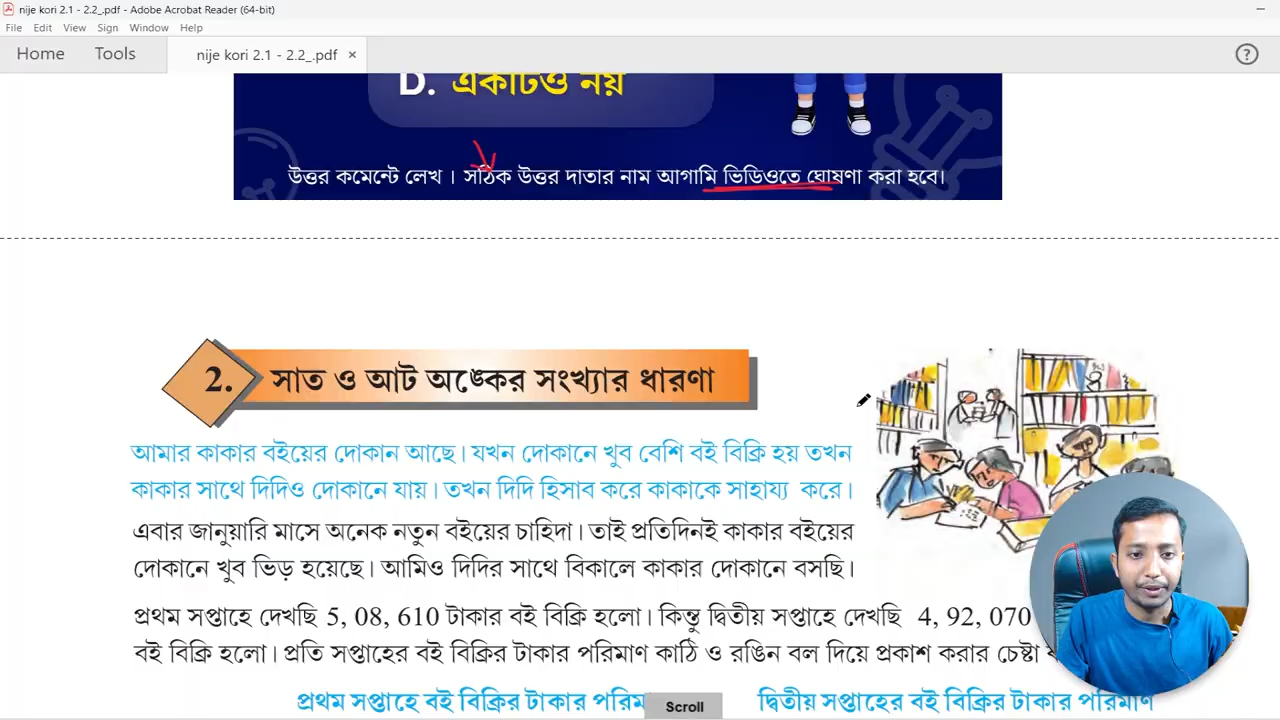 nije kori 2.1 - 2.2_.pdf - Adobe Acrobat Reader (64-bit)
File Edit View Sign Window Help
Home Tools nije kori 2.1 - 2.2_.pdf ×
D. একটিও নয়
উত্তর কমেন্টে লেখ । সঠিক উত্তর দাতার নাম আগামি ভিডিওতে ঘোষণা করা হবে।
2. সাত ও আট অঙ্কের সংখ্যার ধারণা
আমার কাকার বইয়ের দোকান আছে। যখন দোকানে খুব বেশি বই বিক্রি হয় তখন
কাকার সাথে দিদিও দোকানে যায়। তখন দিদি হিসাব করে কাকাকে সাহায্য করে।
এবার জানুয়ারি মাসে অনেক নতুন বইয়ের চাহিদা। তাই প্রতিদিনই কাকার বইয়ের
দোকানে খুব ভিড় হয়েছে। আমিও দিদির সাথে বিকালে কাকার দোকানে বসছি।
প্রথম সপ্তাহে দেখছি 5, 08, 610 টাকার বই বিক্রি হলো। কিন্তু দ্বিতীয় সপ্তাহে দেখছি 4, 92, 070
বই বিক্রি হলো। প্রতি সপ্তাহের বই বিক্রির টাকার পরিমাণ কাঠি ও রঙিন বল দিয়ে প্রকাশ করার চেষ্টা
প্রথম সপ্তাহে বই বিক্রির টাকার দ্বিতীয় সপ্তাহের বই বিক্রির টাকার পরিমাণ
Scroll